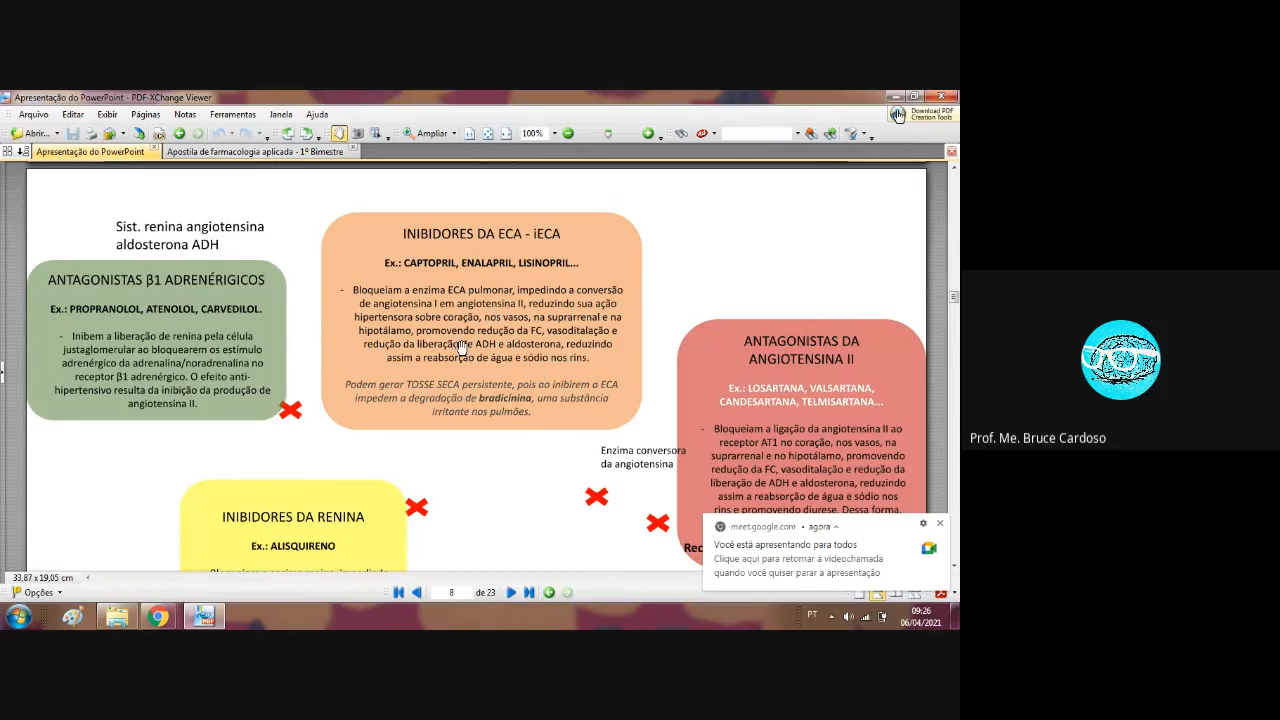 Apresentação do PowerPoint - PDF-XChange Viewer
Arquivo Editar Exibir Páginas Notas Ferramentas Janela Ajuda
Download PDF
Creation Tools
Abrir... Ampliar 100%
Apresentação do PowerPoint Apostila de farmacologia aplicada - 1º Bimestre
Sist. renina angiotensina
aldosterona ADH
ANTAGONISTAS β1 ADRENÉRIGICOS
Ex.: PROPRANOLOL, ATENOLOL, CARVEDILOL.
- Inibem a liberação de renina pela célula
justaglomerular ao bloquearem os estímulo
adrenérgico da adrenalina/noradrenalina no
receptor β1 adrenérgico. O efeito anti-
hipertensivo resulta da inibição da produção de
angiotensina II.
INIBIDORES DA ECA - iECA
Ex.: CAPTOPRIL, ENALAPRIL, LISINOPRIL...
- Bloqueiam a enzima ECA pulmonar, impedindo a conversão
de angiotensina I em angiotensina II, reduzindo sua ação
hipertensora sobre coração, nos vasos, na suprarrenal e na
hipotálamo, promovendo redução da FC, vasoditalação e
redução da liberação de ADH e aldosterona, reduzindo
assim a reabsorção de água e sódio nos rins.
Podem gerar TOSSE SECA persistente, pois ao inibirem a ECA
impedem a degradação de bradicinina, uma substância
irritante nos pulmões.
ANTAGONISTAS DA
ANGIOTENSINA II
Ex.: LOSARTANA, VALSARTANA,
CANDESARTANA, TELMISARTANA...
- Bloqueiam a ligação da angiotensina II ao
receptor AT1 no coração, nos vasos, na
suprarrenal e no hipotálamo, promovendo
redução da FC, vasoditalação e redução da
liberação de ADH e aldosterona, reduzindo
assim a reabsorção de água e sódio nos
rins e promovendo diurese. Dessa forma,
Enzima conversora
da angiotensina
INIBIDORES DA RENINA
Ex.: ALISQUIRENO
Rec
meet.google.com • agora
Você está apresentando para todos
Clique aqui para retornar à videochamada
quando você quiser parar a apresentação
33,87 x 19,05 cm
Opções 8 de 23
PT 09:26
06/04/2021
Prof. Me. Bruce Cardoso